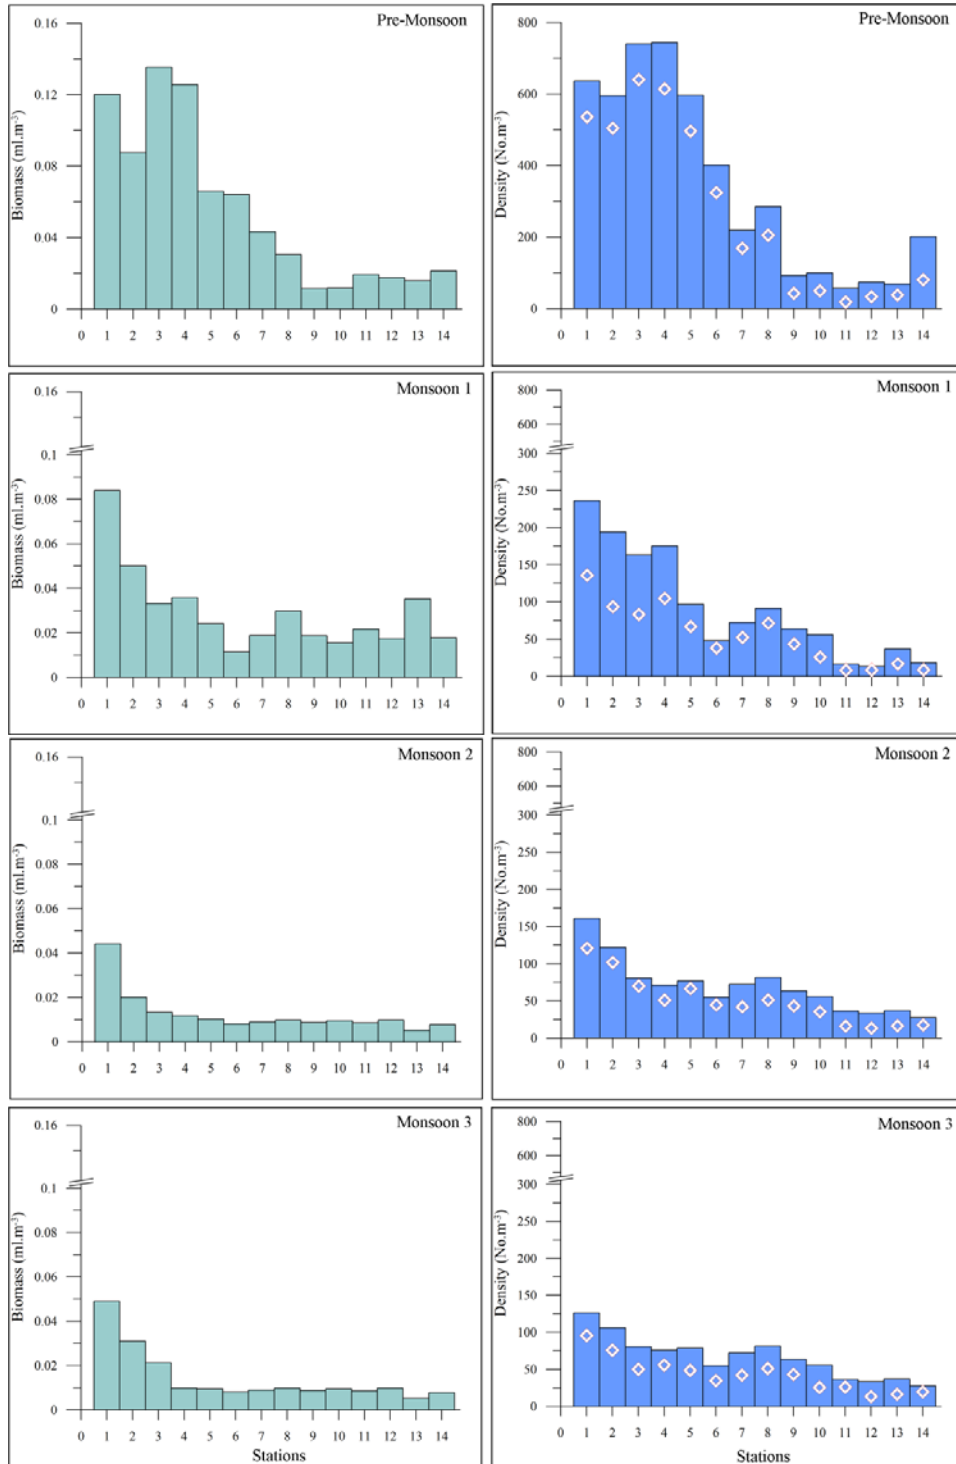 Pre-Monsoon
Biomass (ml.m-3)
0.16
0.12
0.08
0.04
0
0 1 2 3 4 5 6 7 8 9 10 11 12 13 14
Pre-Monsoon
Density (No.m-3)
800
600
400
200
0
0 1 2 3 4 5 6 7 8 9 10 11 12 13 14
Monsoon 1
Biomass (ml.m-3)
0.16
0.1
0.08
0.06
0.04
0.02
0
0 1 2 3 4 5 6 7 8 9 10 11 12 13 14
Monsoon 1
Density (No.m-3)
800
600
300
250
200
150
100
50
0
0 1 2 3 4 5 6 7 8 9 10 11 12 13 14
Monsoon 2
Biomass (ml.m-3)
0.16
0.1
0.08
0.06
0.04
0.02
0
0 1 2 3 4 5 6 7 8 9 10 11 12 13 14
Monsoon 2
Density (No.m-3)
800
600
300
250
200
150
100
50
0
0 1 2 3 4 5 6 7 8 9 10 11 12 13 14
Monsoon 3
Biomass (ml.m-3)
0.16
0.1
0.08
0.06
0.04
0.02
0
0 1 2 3 4 5 6 7 8 9 10 11 12 13 14
Stations
Monsoon 3
Density (No.m-3)
800
600
300
250
200
150
100
50
0
0 1 2 3 4 5 6 7 8 9 10 11 12 13 14
Stations